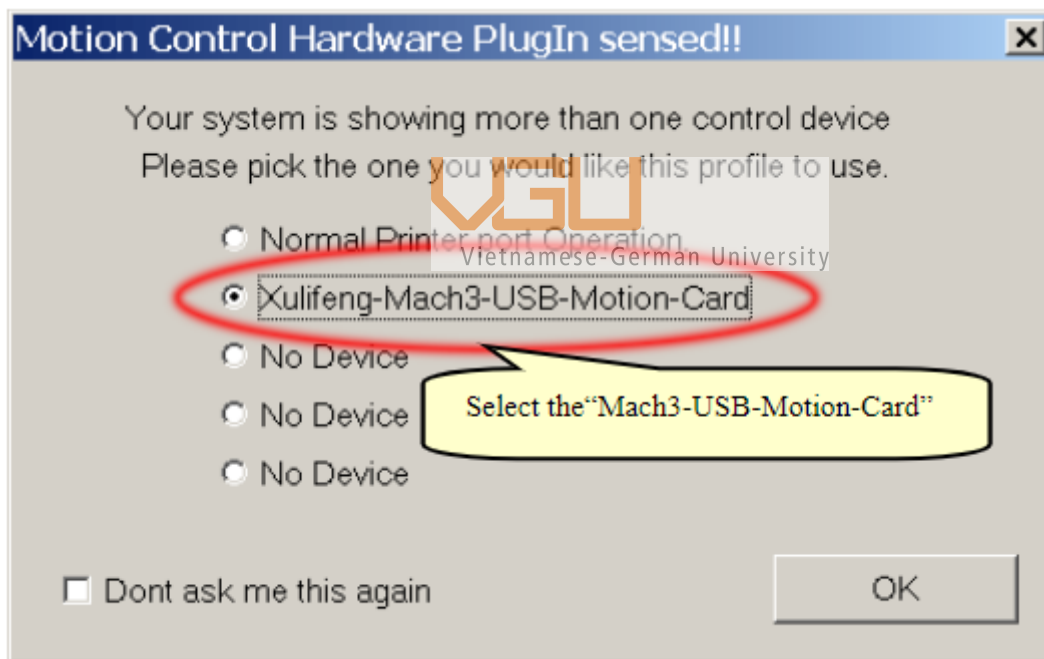 Motion Control Hardware PlugIn sensed!!
Your system is showing more than one control device
Please pick the one you would like this profile to use.
VGU
Vietnamese-German University
Normal Printer port Operation.
Xulifeng-Mach3-USB-Motion-Card
No Device
Select the“Mach3-USB-Motion-Card”
No Device
No Device
Dont ask me this again
OK